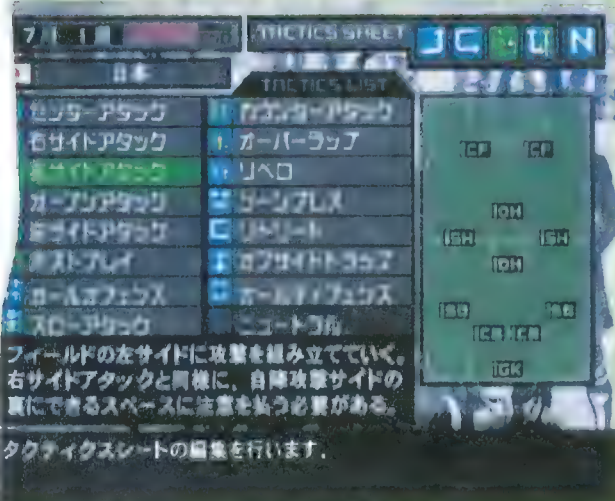 TACTICS SHEET
日本
TACTICS LIST
センターアタック
カウンターアタック
右サイドアタック
オーバーラップ
左サイドアタック
リベロ
オープンアタック
ゾーンプレス
リトリート
ポストプレイ
オフサイドトラップ
オールオフェンス
オールディフェンス
スローアタック
ニュートラル
CF CF
OH
SH SH
DH
SB SB
CB CB
GK
フィールドの左サイドに攻撃を組み立てていく。
右サイドアタックと同様に、自陣攻撃サイドの
裏にできるスペースに注意を払う必要がある。
タクティクスシートの編集を行います.